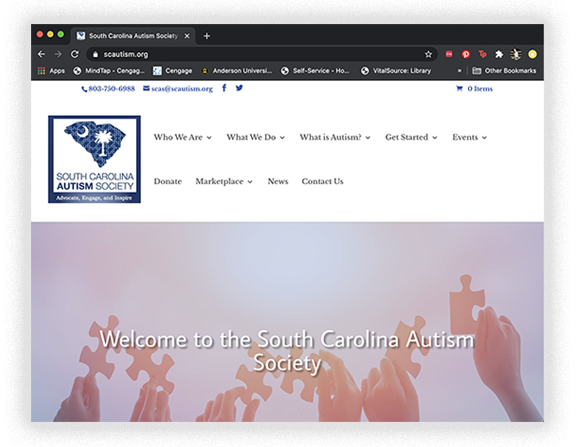 South Carolina Autism Society
scautism.org
Apps MindTap - Cengag... Cengage Anderson Universi... Self-Service - Ho... VitalSource: Library » Other Bookmarks
803-750-6988 scas@scautism.org 0 Items
SOUTH CAROLINA
AUTISM SOCIETY
Advocate, Engage, and Inspire
Who We Are What We Do What is Autism? Get Started Events
Donate Marketplace News Contact Us
Welcome to the South Carolina Autism
Society